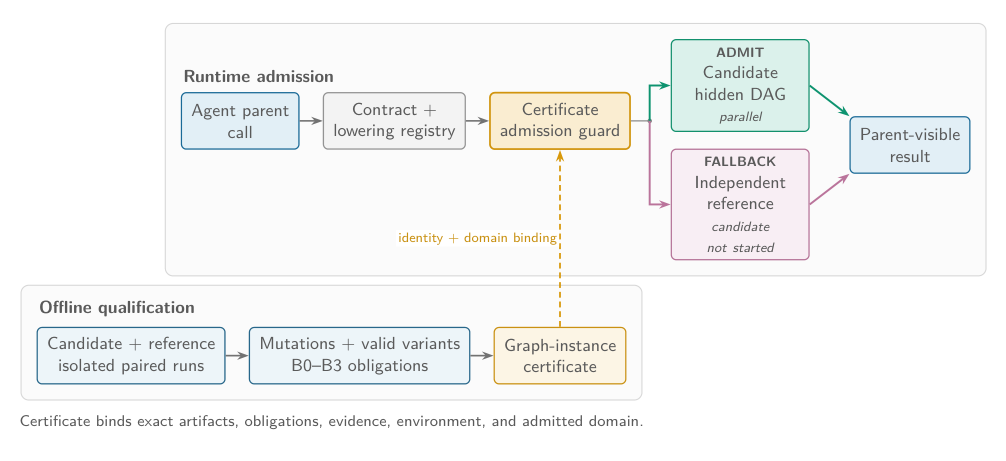 Runtime admission
Agent parent
call
Contract +
lowering registry
Certificate
admission guard
ADMIT
Candidate
hidden DAG
parallel
FALLBACK
Independent
reference
candidate
not started
Parent-visible
result
identity + domain binding
Offline qualification
Candidate + reference
isolated paired runs
Mutations + valid variants
B0–B3 obligations
Graph-instance
certificate
Certificate binds exact artifacts, obligations, evidence, environment, and admitted domain.